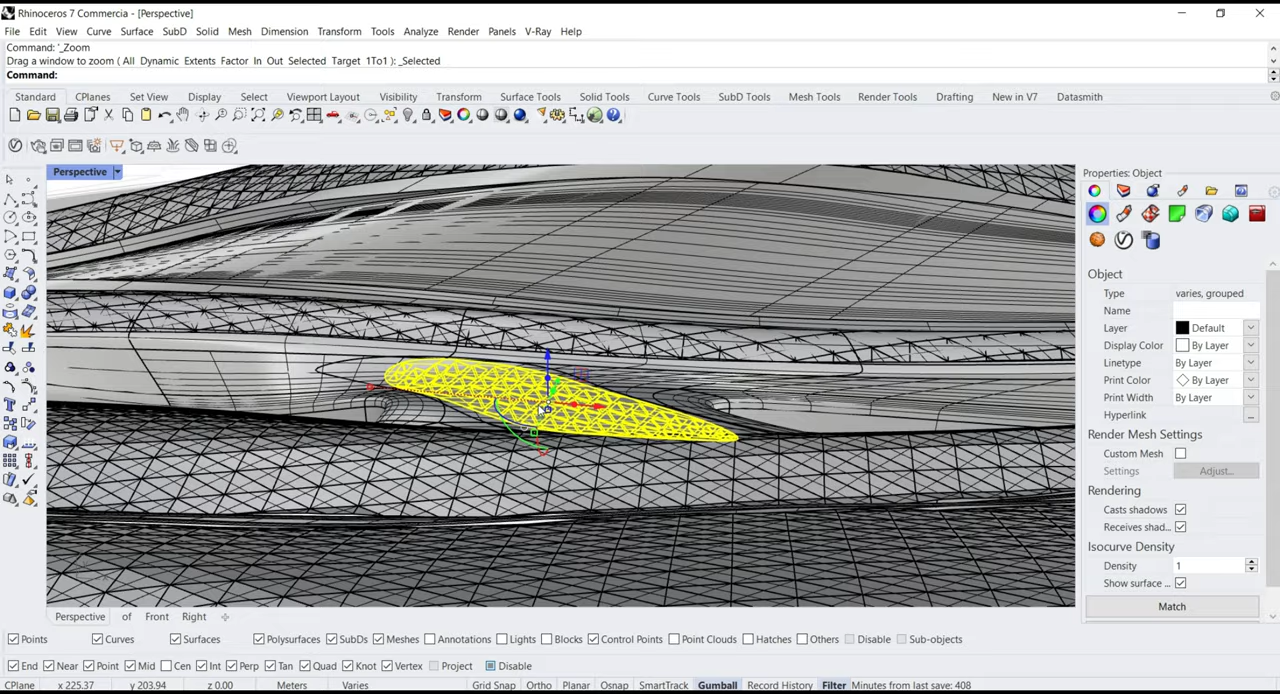 Rhinoceros 7 Commercia - [Perspective]
File Edit View Curve Surface SubD Solid Mesh Dimension Transform Tools Analyze Render Panels V-Ray Help
Command: '_Zoom
Drag a window to zoom ( All Dynamic Extents Factor In Out Selected Target 1To1 ): _Selected
Command:
Standard CPlanes Set View Display Select Viewport Layout Visibility Transform Surface Tools Solid Tools Curve Tools SubD Tools Mesh Tools Render Tools Drafting New in V7 Datasmith
Perspective
Properties: Object
Object
Type varies, grouped
Name
Layer Default
Display Color By Layer
Linetype By Layer
Print Color By Layer
Print Width By Layer
Hyperlink ...
Render Mesh Settings
Custom Mesh
Settings Adjust...
Rendering
Casts shadows
Receives shad...
Isocurve Density
Density 1
Show surface ...
Match
Perspective of Front Right
Points Curves Surfaces Polysurfaces SubDs Meshes Annotations Lights Blocks Control Points Point Clouds Hatches Others Disable Sub-objects
End Near Point Mid Cen Int Perp Tan Quad Knot Vertex Project Disable
CPlane x 225.37 y 203.94 z 0.00 Meters Varies Grid Snap Ortho Planar Osnap SmartTrack Gumball Record History Filter Minutes from last save: 408